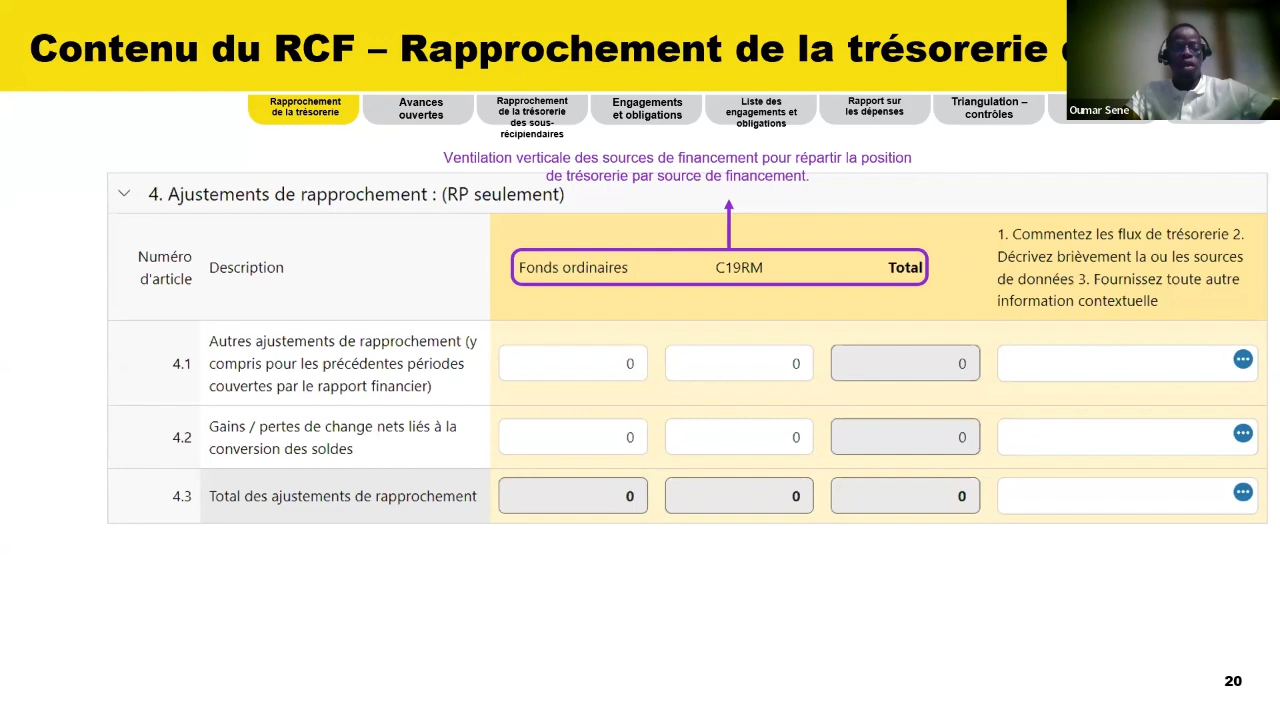 Contenu du RCF – Rapprochement de la trésorerie
Oumar Sene
Rapprochement
de la trésorerie
Avances
ouvertes
Rapprochement
de la trésorerie
des sous-
récipiendaires
Engagements
et obligations
Liste des
engagements et
obligations
Rapport sur
les dépenses
Triangulation –
contrôles
Ventilation verticale des sources de financement pour répartir la position
de trésorerie par source de financement.
4. Ajustements de rapprochement : (RP seulement)
Numéro
d'article
Description
Fonds ordinaires
C19RM
Total
1. Commentez les flux de trésorerie 2.
Décrivez brièvement la ou les sources
de données 3. Fournissez toute autre
information contextuelle
4.1
Autres ajustements de rapprochement (y
compris pour les précédentes périodes
couvertes par le rapport financier)
0
0
0
4.2
Gains / pertes de change nets liés à la
conversion des soldes
0
0
0
4.3
Total des ajustements de rapprochement
0
0
0
20